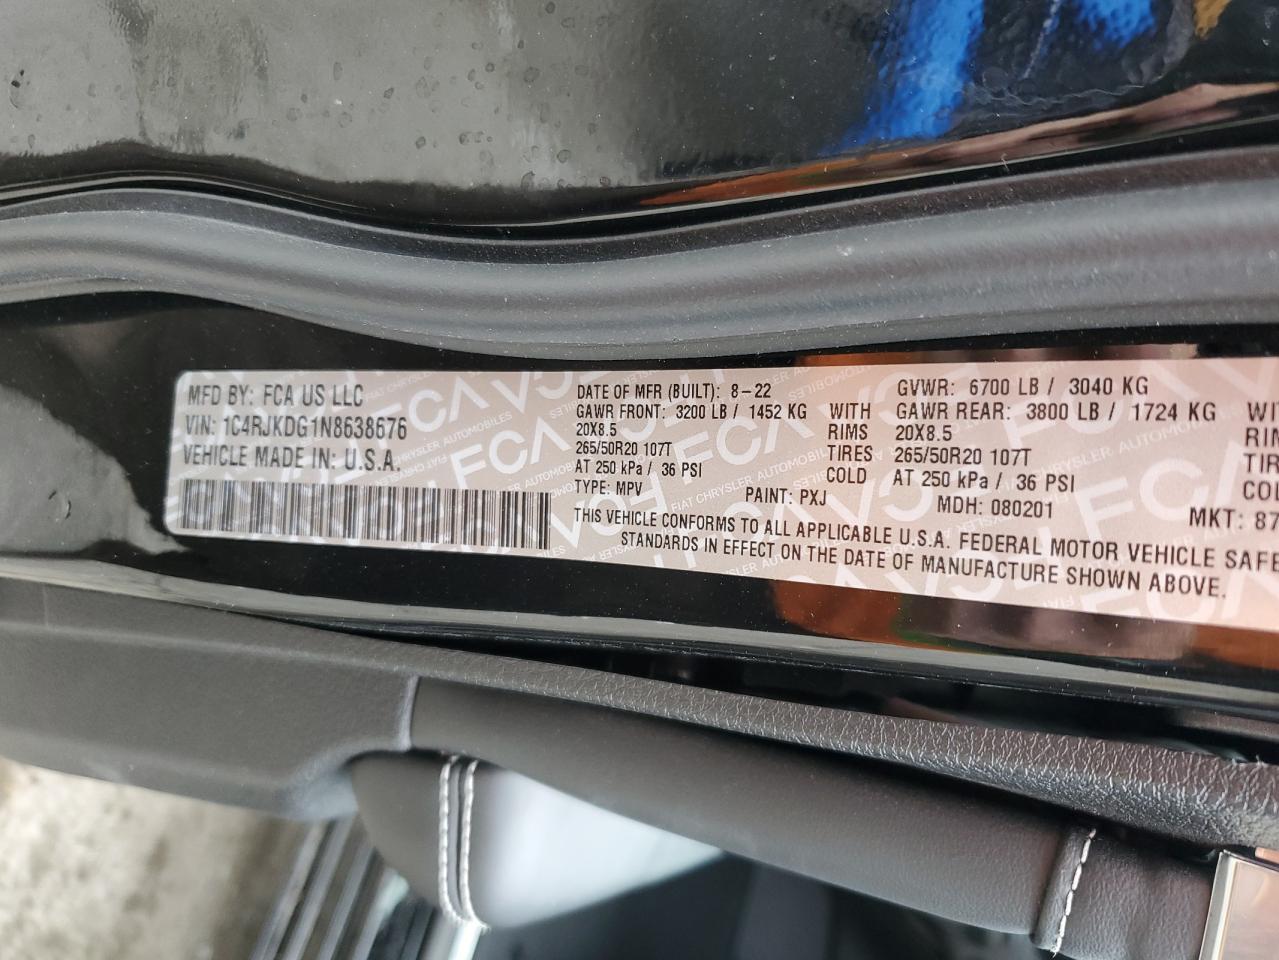 MFD BY: FCA US LLC
VIN: 1C4RJKDG1N8638676
VEHICLE MADE IN: U.S.A.
DATE OF MFR (BUILT): 8-22
GAWR FRONT: 3200 LB / 1452 KG WITH
20X8.5 RIMS
265/50R20 107T TIRES
AT 250 kPa / 36 PSI COLD
TYPE: MPV PAINT: PXJ
GVWR: 6700 LB / 3040 KG
GAWR REAR: 3800 LB / 1724 KG
20X8.5
265/50R20 107T
AT 250 kPa / 36 PSI
MDH: 080201
MKT: 87
THIS VEHICLE CONFORMS TO ALL APPLICABLE U.S.A. FEDERAL MOTOR VEHICLE SAFE
STANDARDS IN EFFECT ON THE DATE OF MANUFACTURE SHOWN ABOVE.